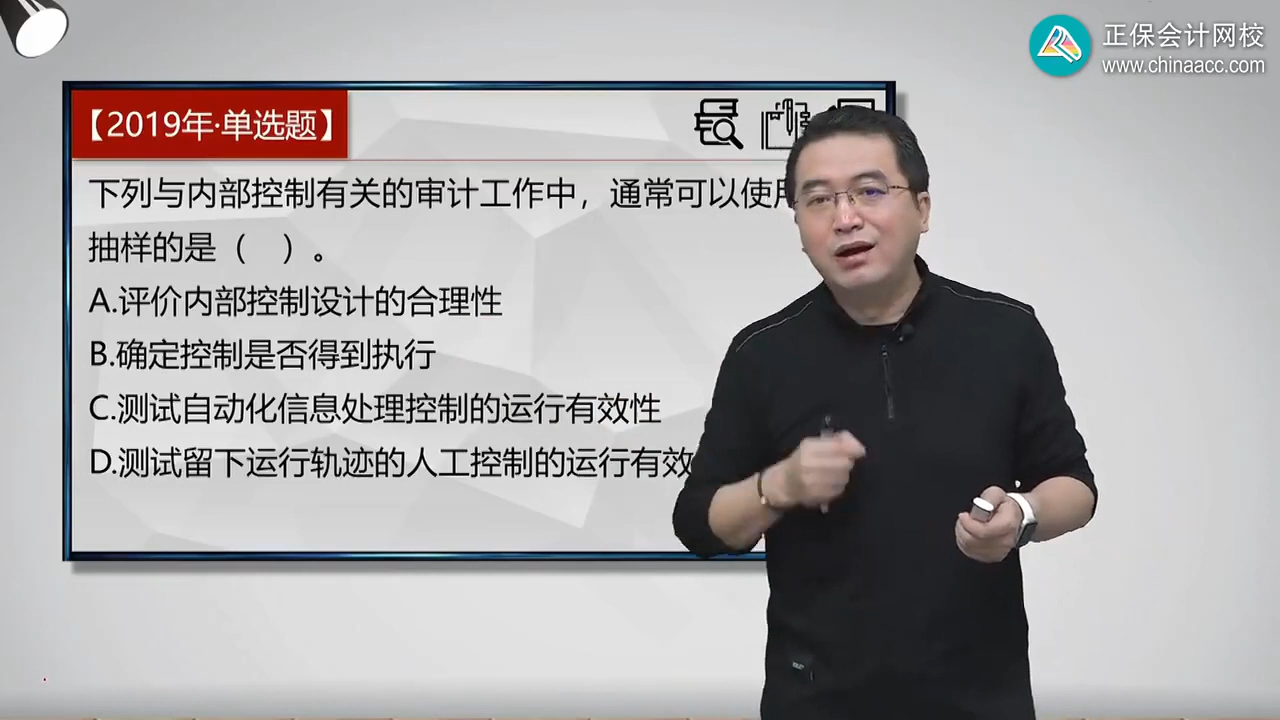 正保会计网校
www.chinaacc.com
【2019年·单选题】
下列与内部控制有关的审计工作中，通常可以使
抽样的是（ ）。
A.评价内部控制设计的合理性
B.确定控制是否得到执行
C.测试自动化信息处理控制的运行有效性
D.测试留下运行轨迹的人工控制的运行有效